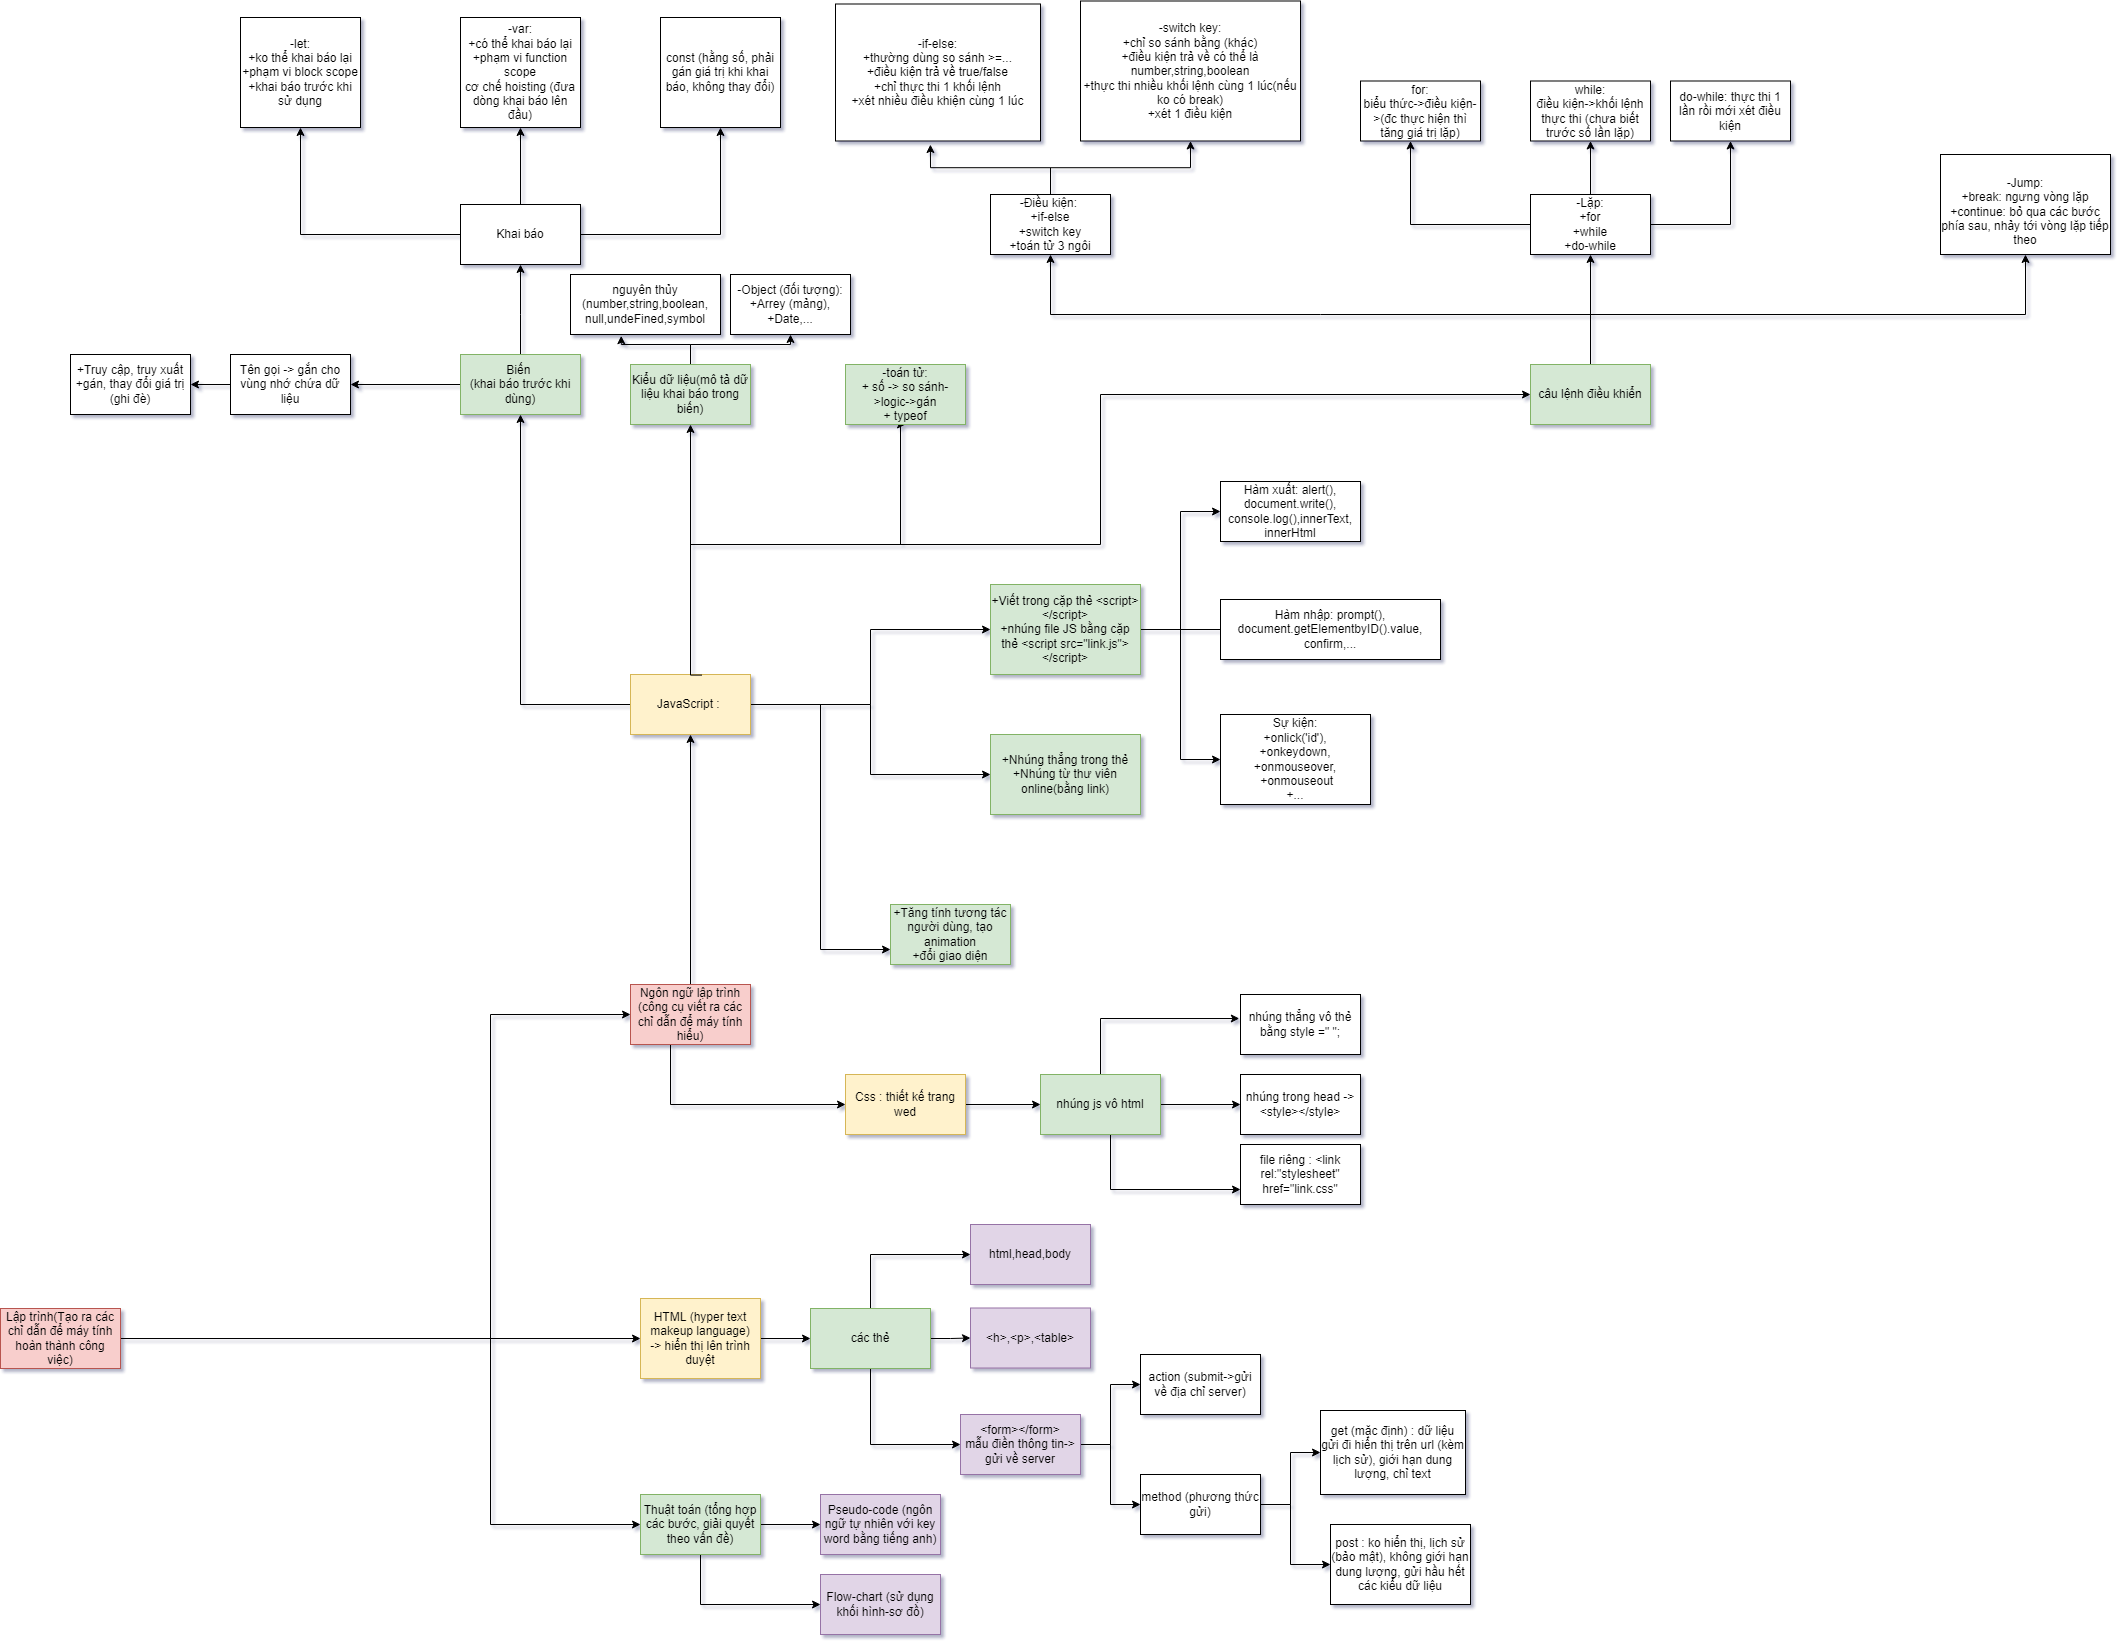 -let:
+ko thể khai báo lại
+phạm vi block scope
+khai báo trước khi
sử dụng
-var:
+có thể khai báo lại
+phạm vi function
scope
cơ chế hoisting (đưa
dòng khai báo lên
đầu)
const (hằng số, phải
gán giá trị khi khai
báo, không thay đổi)
-if-else:
+thường dùng so sánh >=...
+điều kiện trả về true/false
+chỉ thực thi 1 khối lệnh
+xét nhiều điều khiện cùng 1 lúc
-switch key:
+chỉ so sánh bằng (khác)
+điều kiện trả về có thể là
number,string,boolean
+thực thi nhiều khối lệnh cùng 1 lúc(nếu
ko có break)
+xét 1 điều kiện
for:
biểu thức->điều kiện-
>(đc thực hiện thì
tăng giá trị lặp)
while:
điều kiện->khối lệnh
thực thi (chưa biết
trước số lần lặp)
do-while: thực thi 1
lần rồi mới xét điều
kiện
-Jump:
+break: ngưng vòng lặp
+continue: bỏ qua các bước
phía sau, nhảy tới vòng lặp tiếp
theo
Khai báo
-Điều kiện:
+if-else
+switch key
+toán tử 3 ngôi
-Lặp:
+for
+while
+do-while
nguyên thủy
(number,string,boolean,
null,undeFined,symbol
-Object (đối tượng):
+Arrey (mảng),
+Date,...
+Truy cập, truy xuất
+gán, thay đổi giá trị
(ghi đè)
Tên gọi -> gắn cho
vùng nhớ chứa dữ
liệu
Biến
(khai báo trước khi
dùng)
Kiểu dữ liệu(mô tả dữ
liệu khai báo trong
biến)
-toán tử:
+ số -> so sánh-
>logic->gán
+ typeof
câu lệnh điều khiển
Hàm xuất: alert(),
document.write(),
console.log(),innerText,
innerHtml
+Viết trong cặp thẻ <script>
</script>
+nhúng file JS bằng cặp
thẻ <script src="link.js">
</script>
Hàm nhập: prompt(),
document.getElementbyID().value,
confirm,...
JavaScript :
Sự kiện:
+onlick('id'),
+onkeydown,
+onmouseover,
+onmouseout
+...
+Nhúng thẳng trong thẻ
+Nhúng từ thư viên
online(bằng link)
+Tăng tính tương tác
người dùng, tạo
animation
+đổi giao diện
Ngôn ngữ lập trình
(công cụ viết ra các
chỉ dẫn để máy tính
hiểu)
nhúng thẳng vô thẻ
bằng style =" ";
Css : thiết kế trang
wed
nhúng js vô html
nhúng trong head ->
<style></style>
file riêng : <link
rel:"stylesheet"
href="link.css"
html,head,body
Lập trình(Tạo ra các
chỉ dẫn để máy tính
hoàn thành công
việc)
HTML (hyper text
makeup language)
-> hiển thị lên trình
duyệt
các thẻ
<h>,<p>,<table>
action (submit->gửi
về địa chỉ server)
<form></form>
mẫu điền thông tin->
gửi về server
get (mặc định) : dữ liệu
gửi đi hiển thị trên url (kèm
lịch sử), giới hạn dung
lượng, chỉ text
method (phương thức
gửi)
Thuật toán (tổng hợp
các bước, giải quyết
theo vấn đề)
Pseudo-code (ngôn
ngữ tự nhiên với key
word bằng tiếng anh)
post : ko hiển thị, lịch sử
(bảo mật), không giới hạn
dung lượng, gửi hầu hết
các kiểu dữ liệu
Flow-chart (sử dụng
khối hình-sơ đồ)